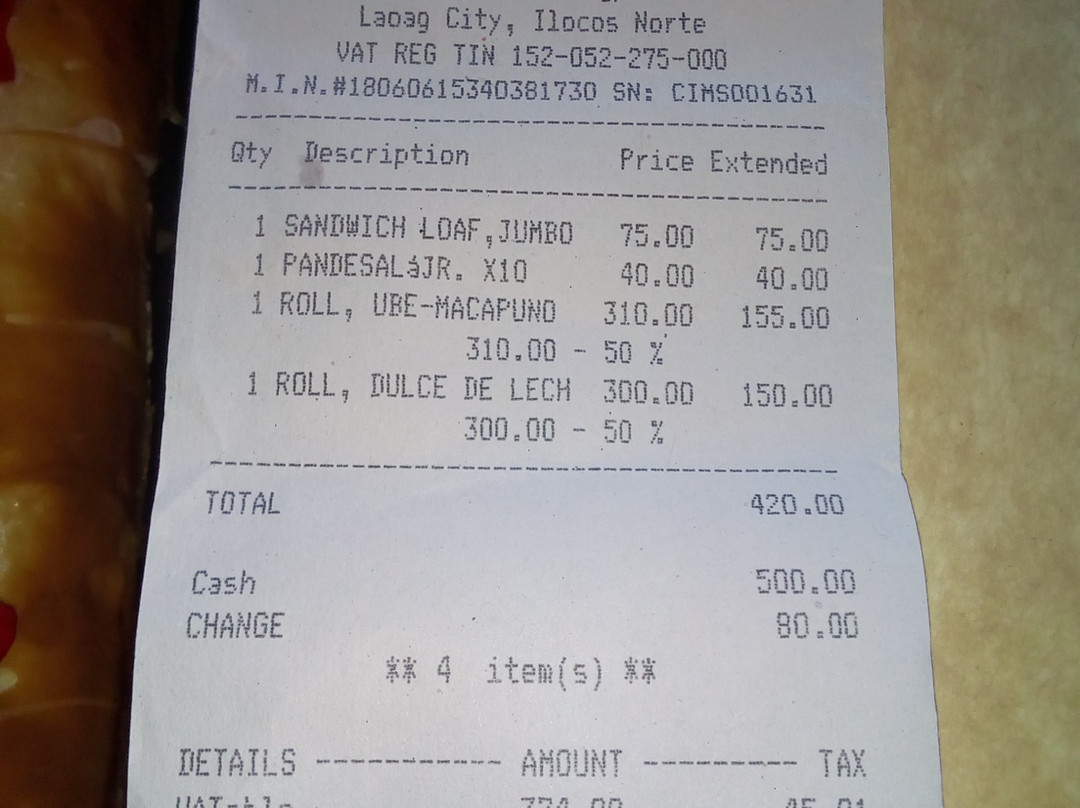 Laoag City, Ilocos Norte
VAT REG TIN 152-052-275-000
M.I.N.#18060615340381730 SN: CIMS001631
Qty Description Price Extended
1 SANDWICH LOAF,JUMBO 75.00 75.00
1 PANDESALáJR. X10 40.00 40.00
1 ROLL, UBE-MACAPUNO 310.00 155.00
310.00 - 50 %
1 ROLL, DULCE DE LECH 300.00 150.00
300.00 - 50 %
TOTAL 420.00
Cash 500.00
CHANGE 80.00
** 4 item(s) **
DETAILS ----------- AMOUNT --------- TAX